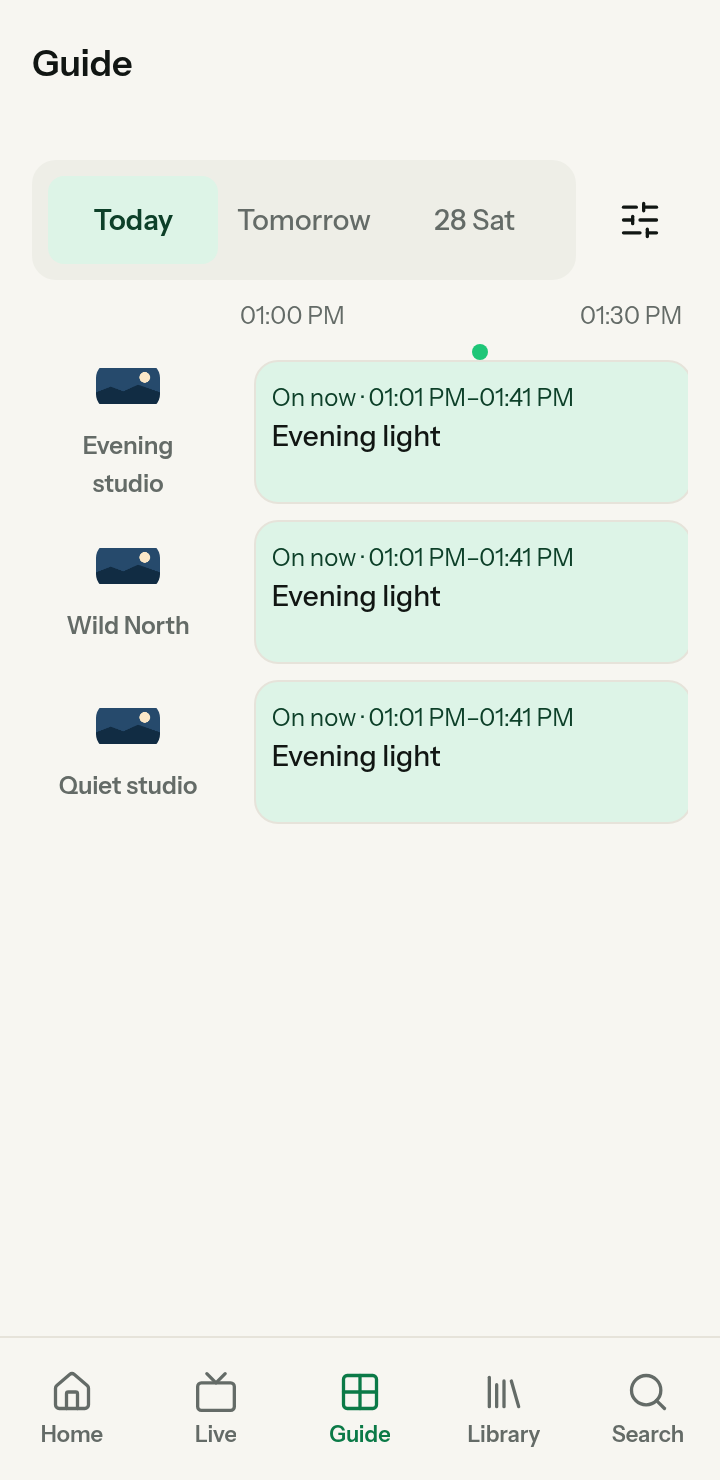 Guide
Today
Tomorrow
28 Sat
01:00 PM
01:30 PM
Evening
studio
On now · 01:01 PM–01:41 PM
Evening light
Wild North
On now · 01:01 PM–01:41 PM
Evening light
Quiet studio
On now · 01:01 PM–01:41 PM
Evening light
Home
Live
Guide
Library
Search